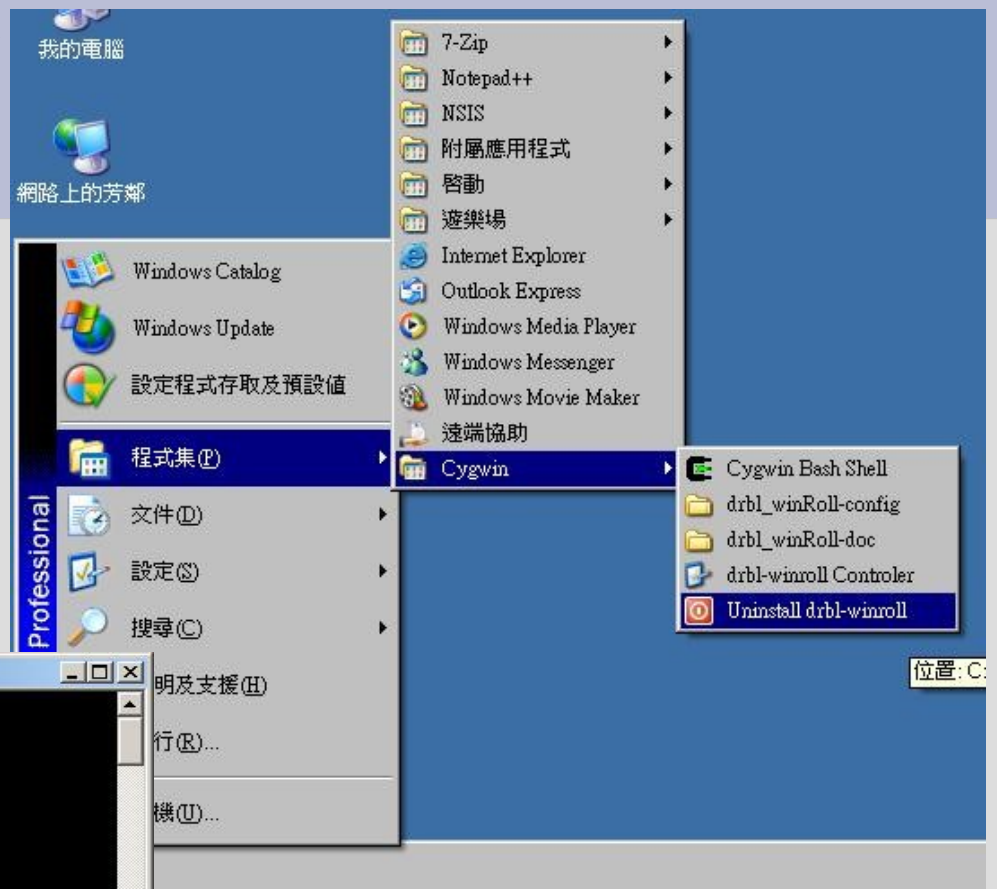 我的電腦
網路上的芳鄰
Windows Catalog
Windows Update
設定程式存取及預設値
程式集(P)
文件(D)
設定(S)
搜尋(C)
明及支援(H)
行(R)...
機(U)...
Professional
7-Zip
Notepad++
NSIS
附屬應用程式
啓動
遊樂場
Internet Explorer
Outlook Express
Windows Media Player
Windows Messenger
Windows Movie Maker
遠端協助
Cygwin
Cygwin Bash Shell
drbl_winRoll-config
drbl_winRoll-doc
drbl-winroll Controler
Uninstall drbl-winroll
位置: C: